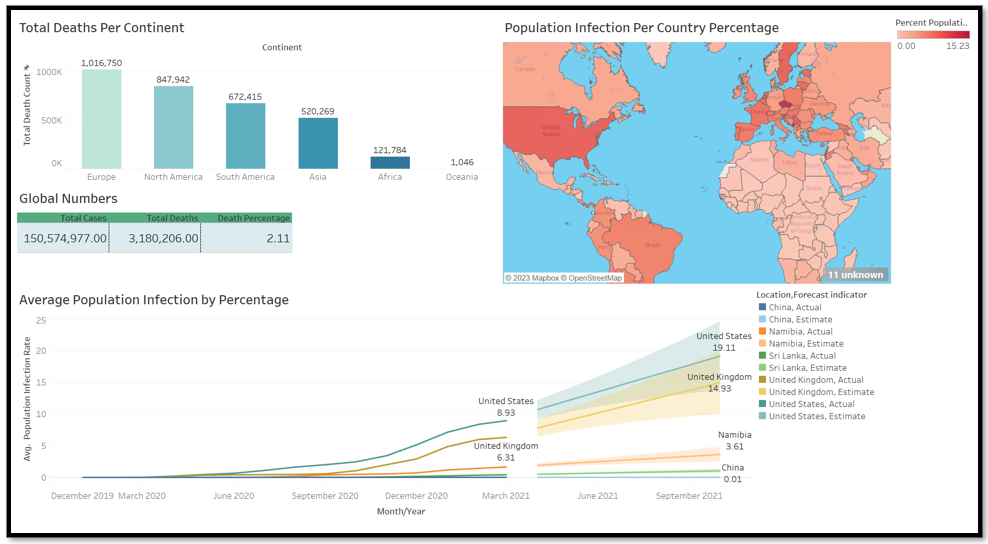 Total Deaths Per Continent
Continent
Total Death Count
1000K
500K
0K
1,016,750
847,942
672,415
520,269
121,784
1,046
Europe
North America
South America
Asia
Africa
Oceania
Global Numbers
Total Cases Total Deaths Death Percentage
150,574,977.00 3,180,206.00 2.11
Population Infection Per Country Percentage
Percent Populati..
0.00 15.23
Canada
United
States
Mexico
Brazil
Spain
Turkey
Algeria
Libya
Sudan
Saudi
Arabia
Iran
© 2023 Mapbox © OpenStreetMap
11 unknown
Average Population Infection by Percentage
Avg. Population Infection Rate
25
20
15
10
5
0
United States
8.93
United Kingdom
6.31
United States
19.11
United Kingdom
14.93
Namibia
3.61
China
0.01
December 2019
March 2020
June 2020
September 2020
December 2020
March 2021
June 2021
September 2021
Month/Year
Location,Forecast indicator
China, Actual
China, Estimate
Namibia, Actual
Namibia, Estimate
Sri Lanka, Actual
Sri Lanka, Estimate
United Kingdom, Actual
United Kingdom, Estimate
United States, Actual
United States, Estimate